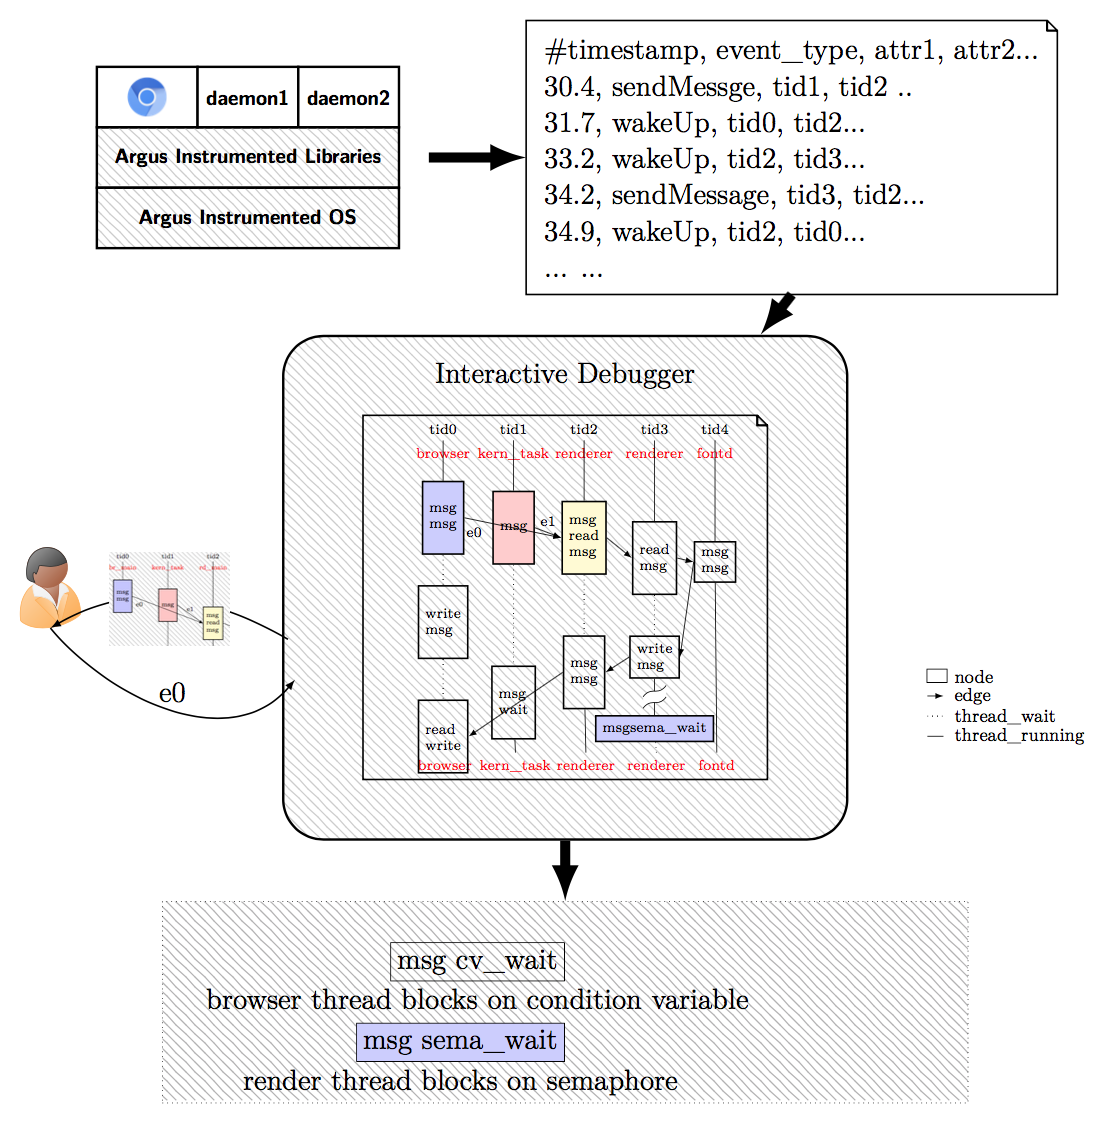 daemon1 daemon2
Argus Instrumented Libraries
Argus Instrumented OS
#timestamp, event_type, attr1, attr2...
30.4, sendMessge, tid1, tid2 ..
31.7, wakeUp, tid0, tid2...
33.2, wakeUp, tid2, tid3...
34.2, sendMessage, tid3, tid2...
34.9, wakeUp, tid2, tid0...
... ...
Interactive Debugger
tid0 tid1 tid2 tid3 tid4
browser kern_task renderer renderer fontd
msg
msg
e0
msg
e1
msg
read
msg
read
msg
msg
msg
write
msg
read
write
msg
wait
msg
msg
write
msg
msgsema_wait
browser kern_task renderer renderer fontd
tid0 tid1 tid2
br_main kern_task rd_main
msg
msg
e0
msg
e1
msg
read
msg
e0
node
edge
thread_wait
thread_running
msg cv_wait
browser thread blocks on condition variable
msg sema_wait
render thread blocks on semaphore